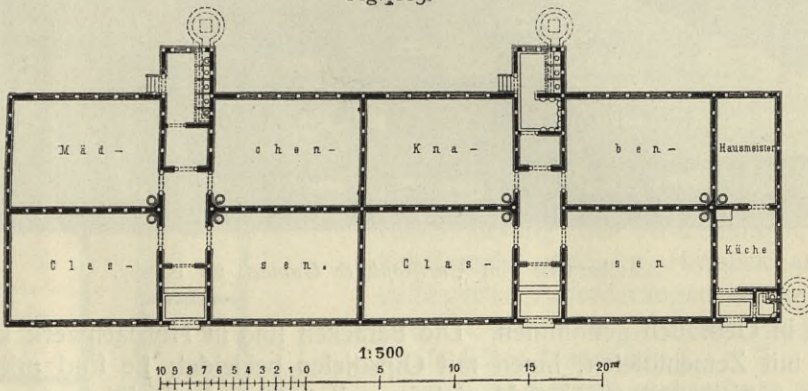 Mäd- chen- Kna- ben- Hausmeister
Clas- sen. Clas- sen Küche
1:500
10 9 8 7 6 5 4 3 2 1 5 10 15 20m